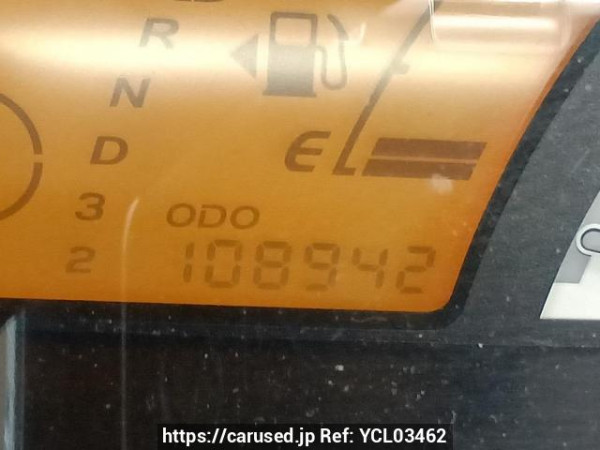 R
N
D
E
3
ODO
2
108942
https://carused.jp Ref: YCL03462